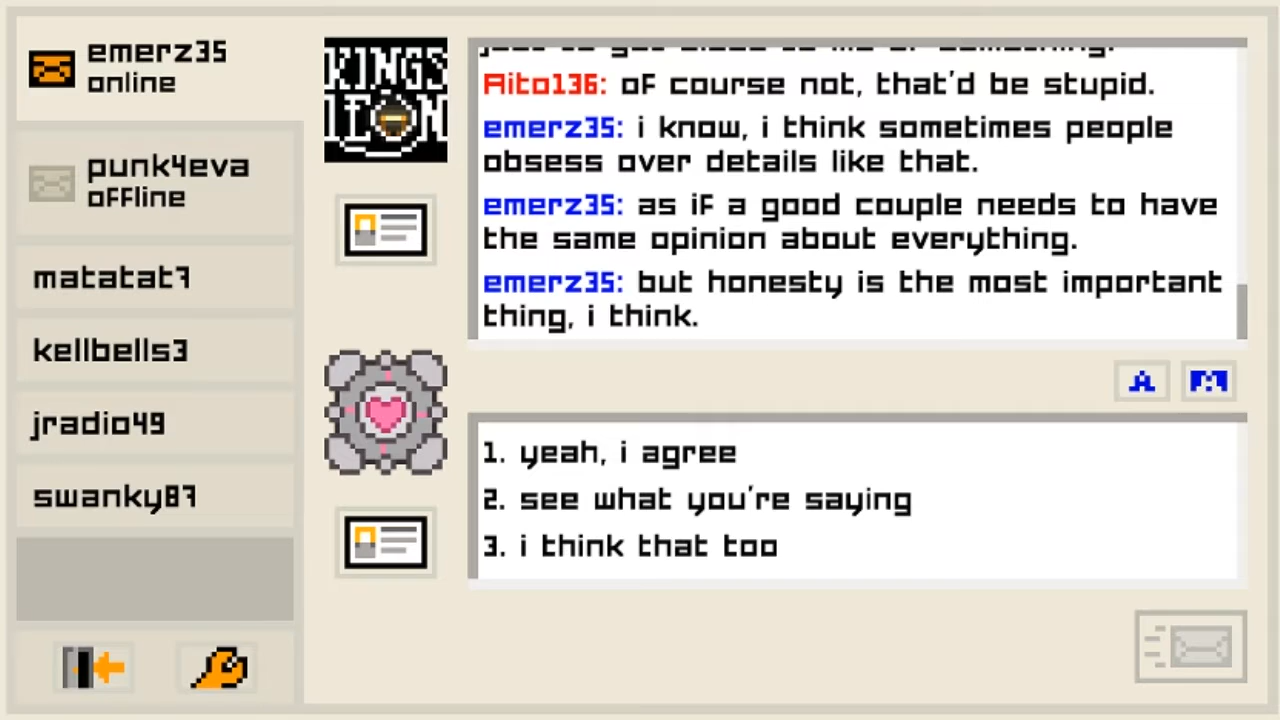 emerz35
online
punk4eva
offline
matatat7
kellbells3
jradio49
swanky87
KINGS
LION
Aito136: of course not, that'd be stupid.
emerz35: i know, i think sometimes people
obsess over details like that.
emerz35: as if a good couple needs to have
the same opinion about everything.
emerz35: but honesty is the most important
thing, i think.
A
1. yeah, i agree
2. see what you're saying
3. i think that too